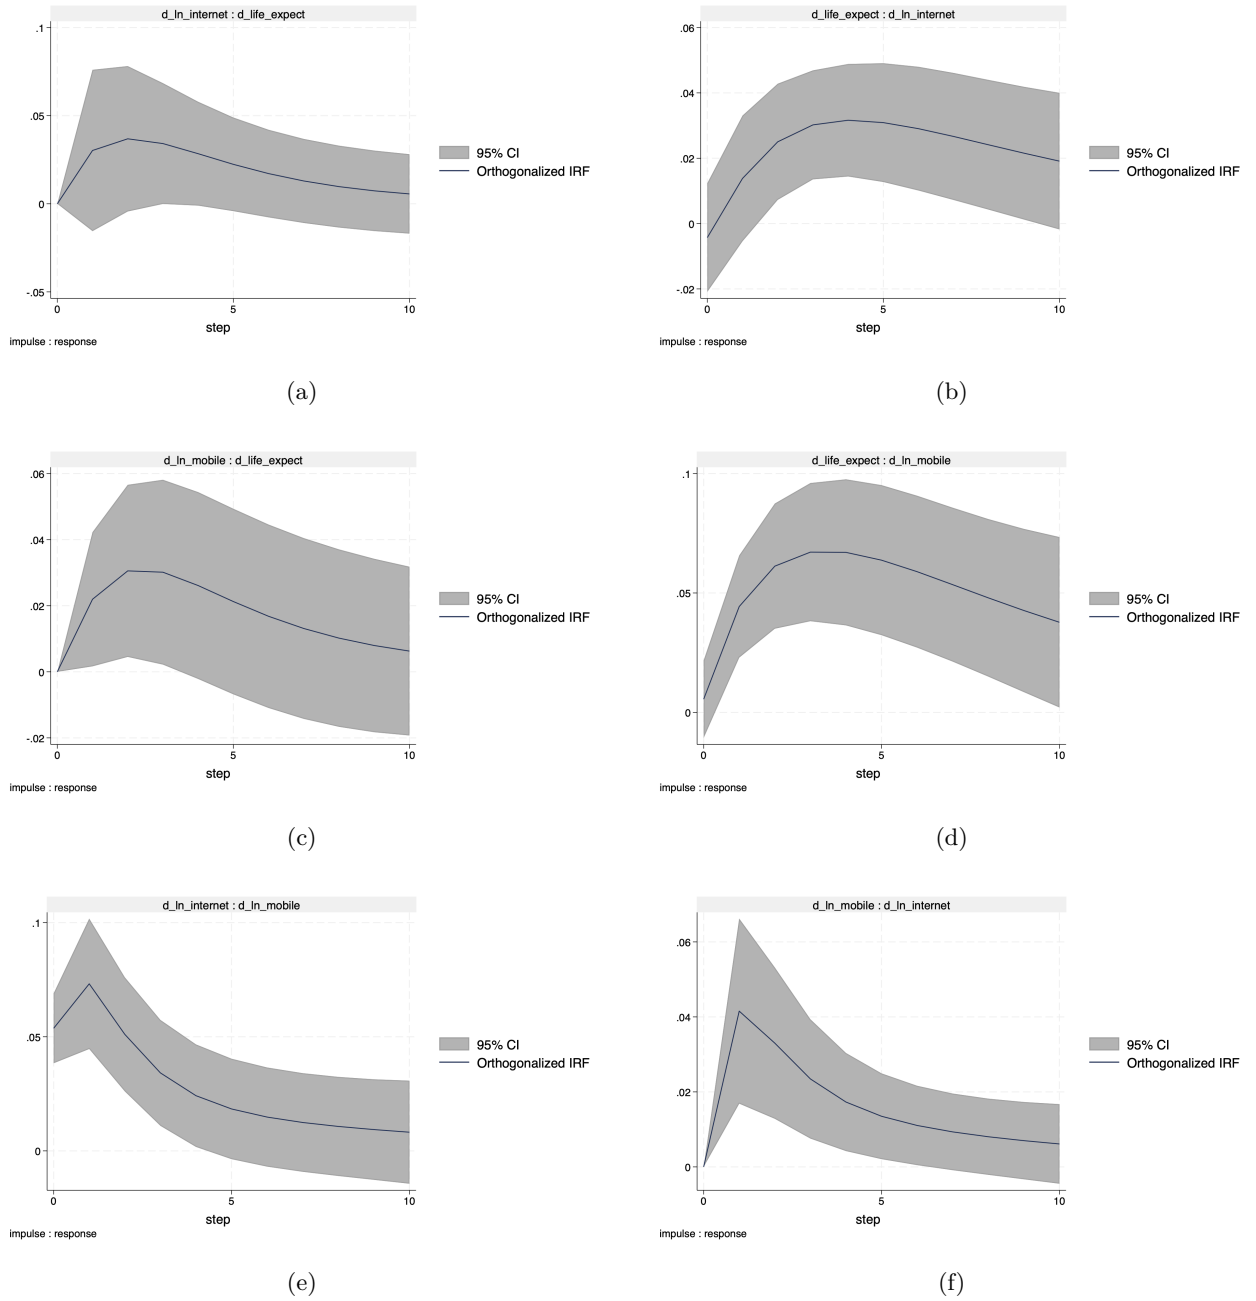 d_ln_internet : d_life_expect
.1
.05
0
-.05
0
5
10
step
95% CI
Orthogonalized IRF
impulse : response
(a)
d_life_expect : d_ln_internet
.06
.04
.02
0
-.02
0
5
10
step
95% CI
Orthogonalized IRF
impulse : response
(b)
d_ln_mobile : d_life_expect
.06
.04
.02
0
-.02
0
5
10
step
95% CI
Orthogonalized IRF
impulse : response
(c)
d_life_expect : d_ln_mobile
.1
.05
0
0
5
10
step
95% CI
Orthogonalized IRF
impulse : response
(d)
d_ln_internet : d_ln_mobile
.1
.05
0
0
5
10
step
95% CI
Orthogonalized IRF
impulse : response
(e)
d_ln_mobile : d_ln_internet
.06
.04
.02
0
0
5
10
step
95% CI
Orthogonalized IRF
impulse : response
(f)